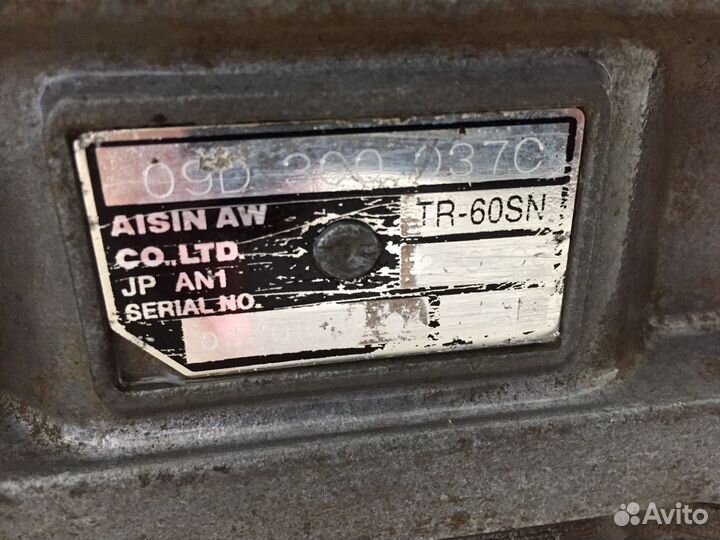 09D 300 037C
AISIN AW
TR-60SN
CO.,LTD.
JP AN1
SERIAL NO.
Avito